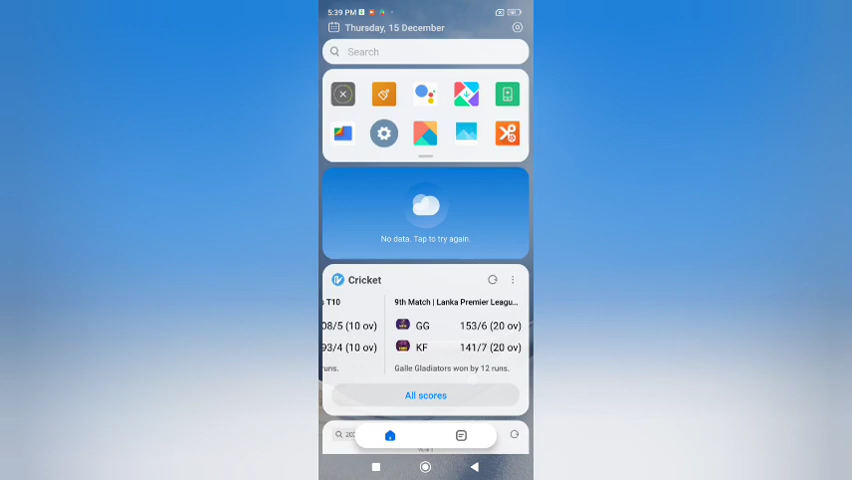 5:39 PM
Thursday, 15 December
Search
No data. Tap to try again.
Cricket
s T10
9th Match | Lanka Premier Leagu...
08/5 (10 ov)
GG 153/6 (20 ov)
93/4 (10 ov)
KF 141/7 (20 ov)
runs.
Galle Gladiators won by 12 runs.
All scores